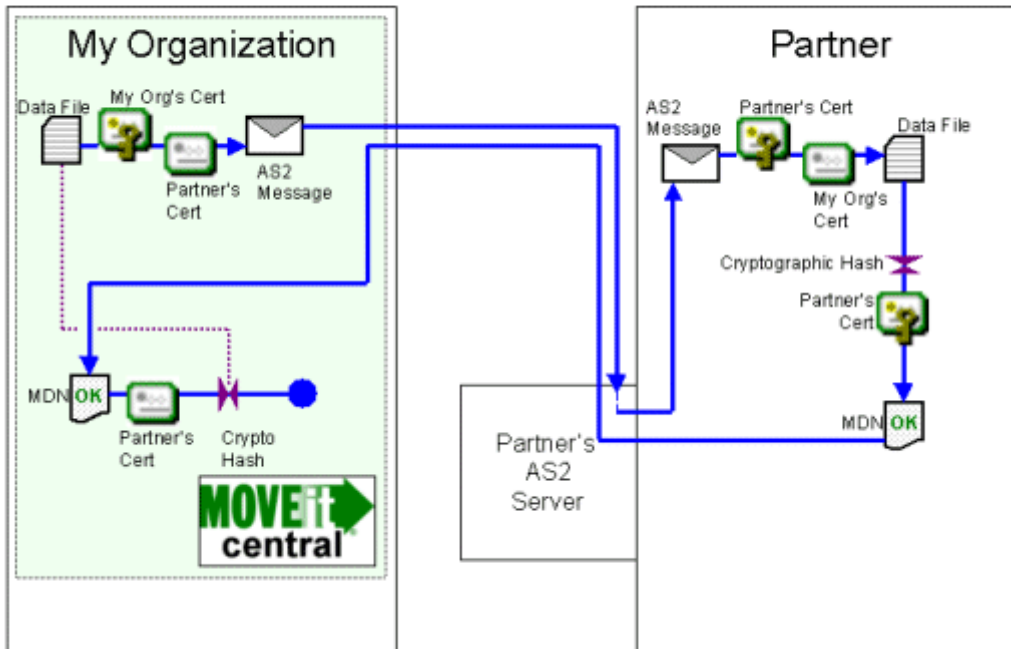 My Organization
Data File
My Org's Cert
Partner's
Cert
AS2
Message
MDN
OK
Partner's
Cert
Crypto
Hash
MOVEit
central
Partner's
AS2
Server
Partner
AS2
Message
Partner's Cert
Data File
My Org's
Cert
Cryptographic Hash
Partner's
Cert
MDN
OK